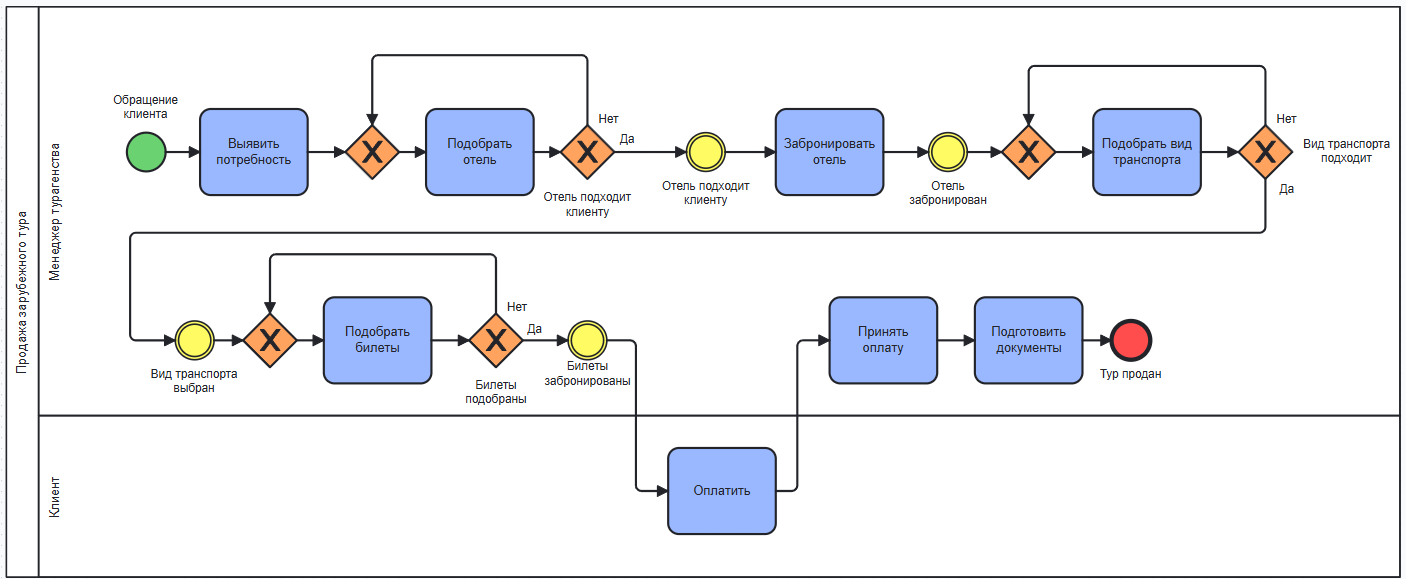 Продажа зарубежного тура
Менеджер турагенства
Обращение
клиента
Выявить
потребность
Подобрать
отель
Нет
Да
Отель подходит
клиенту
Отель подходит
клиенту
Забронировать
отель
Отель
забронирован
Подобрать вид
транспорта
Нет
Вид транспорта
подходит
Да
Вид транспорта
выбран
Подобрать
билеты
Нет
Да
Билеты
подобраны
Билеты
забронированы
Принять
оплату
Подготовить
документы
Тур продан
Клиент
Оплатить